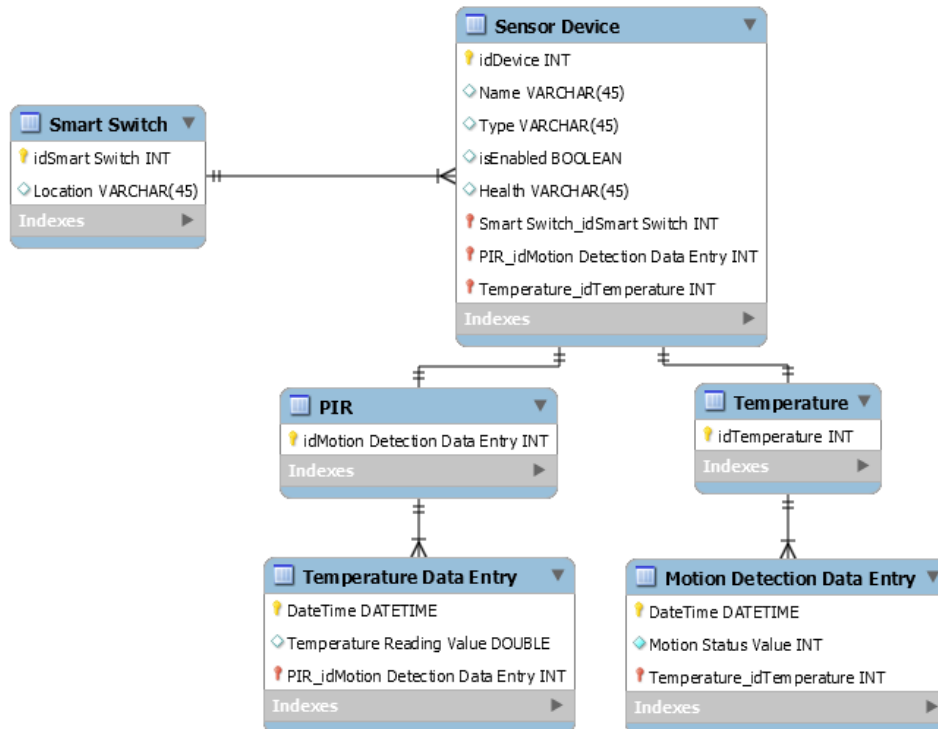 Sensor Device
idDevice INT
Name VARCHAR(45)
Type VARCHAR(45)
isEnabled BOOLEAN
Health VARCHAR(45)
Smart Switch_idSmart Switch INT
PIR_idMotion Detection Data Entry INT
Temperature_idTemperature INT
Indexes
Smart Switch
idSmart Switch INT
Location VARCHAR(45)
Indexes
PIR
idMotion Detection Data Entry INT
Indexes
Temperature
idTemperature INT
Indexes
Temperature Data Entry
DateTime DATETIME
Temperature Reading Value DOUBLE
PIR_idMotion Detection Data Entry INT
Indexes
Motion Detection Data Entry
DateTime DATETIME
Motion Status Value INT
Temperature_idTemperature INT
Indexes